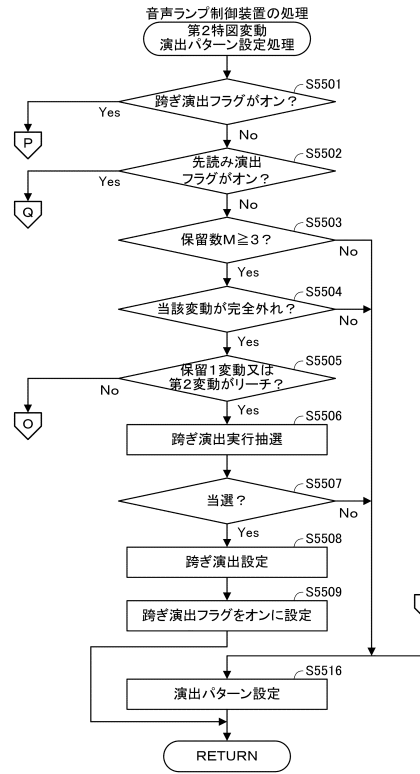 音声ランプ制御装置の処理
第2特図変動
演出パターン設定処理
S5501
跨ぎ演出フラグがオン?
Yes
P
No
S5502
先読み演出
フラグがオン?
Yes
Q
No
S5503
保留数M≧3?
No
Yes
S5504
当該変動が完全外れ?
No
Yes
S5505
保留1変動又は
第2変動がリーチ?
No
O
Yes
S5506
跨ぎ演出実行抽選
S5507
当選?
No
Yes
S5508
跨ぎ演出設定
S5509
跨ぎ演出フラグをオンに設定
S5516
演出パターン設定
RETURN